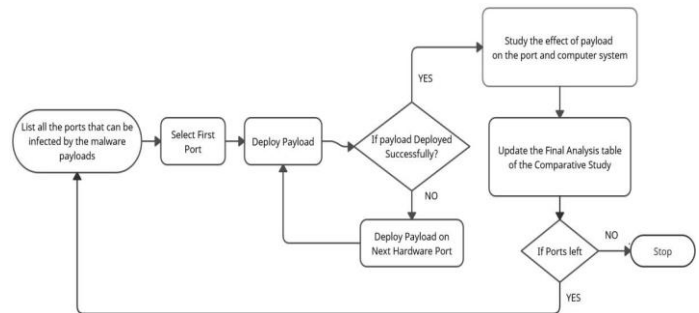 List all the ports that can be
infected by the malware
payloads
Select First
Port
Deploy Payload
If payload Deployed
Successfully?
YES
NO
Deploy Payload on
Next Hardware Port
Study the effect of payload
on the port and computer system
Update the Final Analysis table
of the Comparative Study
If Ports left
NO
Stop
YES